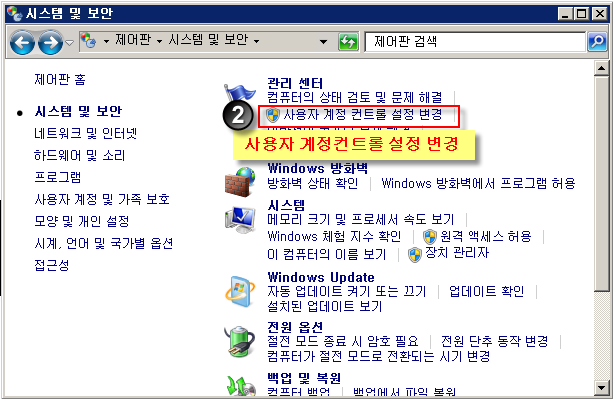 시스템 및 보안
제어판 ▸ 시스템 및 보안 ▸
제어판 검색
제어판 홈
시스템 및 보안
네트워크 및 인터넷
하드웨어 및 소리
프로그램
사용자 계정 및 가족 보호
모양 및 개인 설정
시계, 언어 및 국가별 옵션
접근성
관리 센터
컴퓨터의 상태 검토 및 문제 해결
2 사용자 계정 컨트롤 설정 변경
사용자 계정컨트롤 설정 변경
Windows 방화벽
방화벽 상태 확인 Windows 방화벽에서 프로그램 허용
시스템
메모리 크기 및 프로세서 속도 보기
Windows 체험 지수 확인 원격 액세스 허용
이 컴퓨터의 이름 보기 장치 관리자
Windows Update
자동 업데이트 켜기 또는 끄기 업데이트 확인
설치된 업데이트 보기
전원 옵션
절전 모드 종료 시 암호 필요 전원 단추 동작 변경
컴퓨터가 절전 모드로 전환되는 시기 변경
백업 및 복원
컴퓨터 백업 백업에서 파일 복원